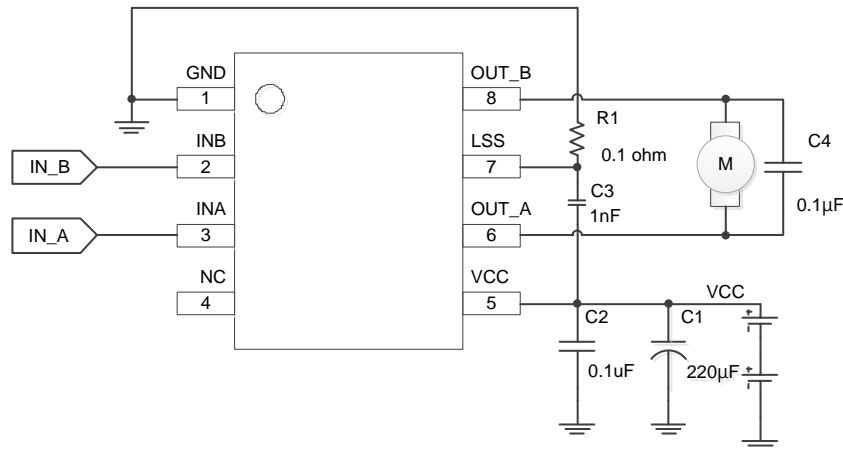 GND
1
INB
2
INA
3
NC
4
IN_B
IN_A
OUT_B
8
LSS
7
OUT_A
6
VCC
5
R1
0.1 ohm
C3
1nF
M
C4
0.1µF
C2
0.1uF
C1
220µF
VCC
+
+